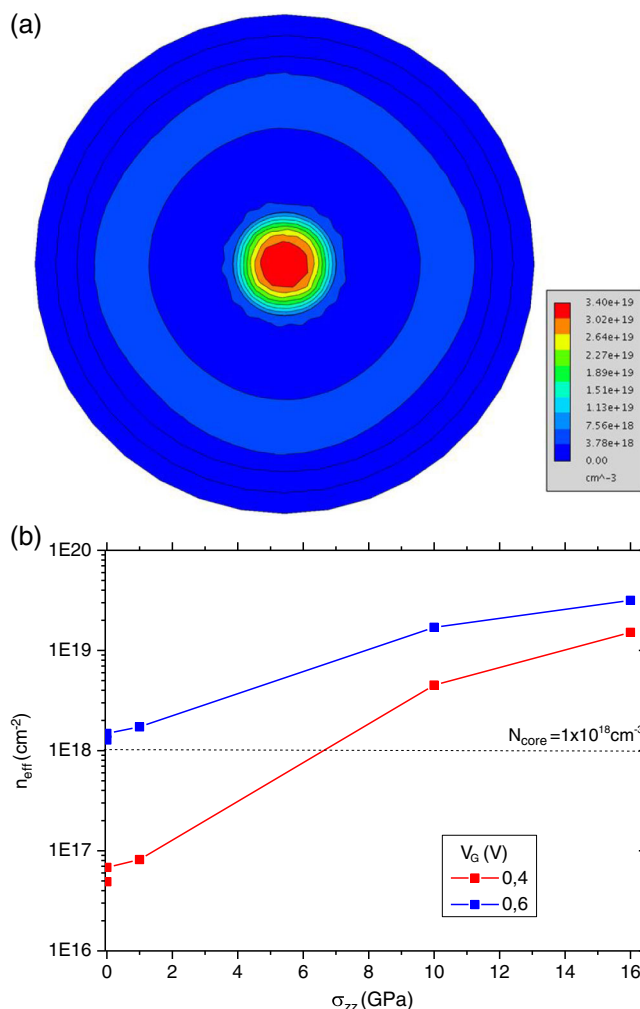 (a)
3.40e+19
3.02e+19
2.64e+19
2.27e+19
1.89e+19
1.51e+19
1.13e+19
7.56e+18
3.78e+18
0.00
cm^-3
(b)
1E20
1E19
1E18
1E17
1E16
n_eff (cm^-2)
N_core =1x10^18 cm^-3
V_G (V)
0,4
0,6
0 2 4 6 8 10 12 14 16
σ_zz (GPa)